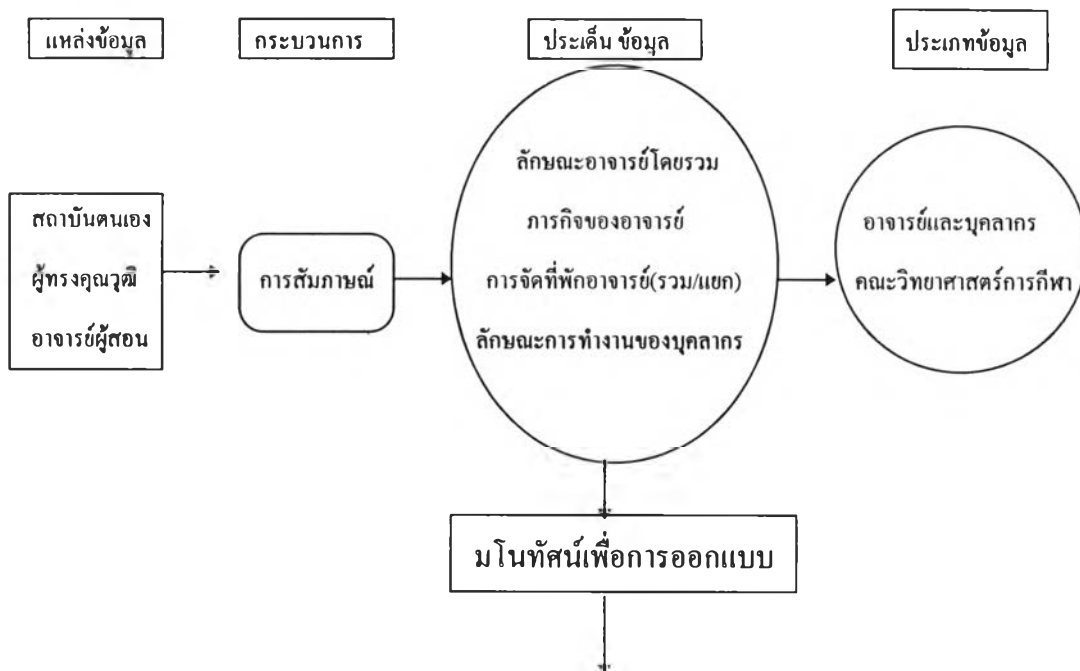 แหล่งข้อมูล
กระบวนการ
ประเด็น ข้อมูล
ประเภทข้อมูล
สถาบันตนเอง
ผู้ทรงคุณวุฒิ
อาจารย์ผู้สอน
การสัมภาษณ์
ลักษณะอาจารย์โดยรวม
ภารกิจของอาจารย์
การจัดที่พักอาจารย์(รวม/แยก)
ลักษณะการทำงานของบุคลากร
อาจารย์และบุคลากร
คณะวิทยาศาสตร์การกีฬา
มโนทัศน์เพื่อการออกแบบ